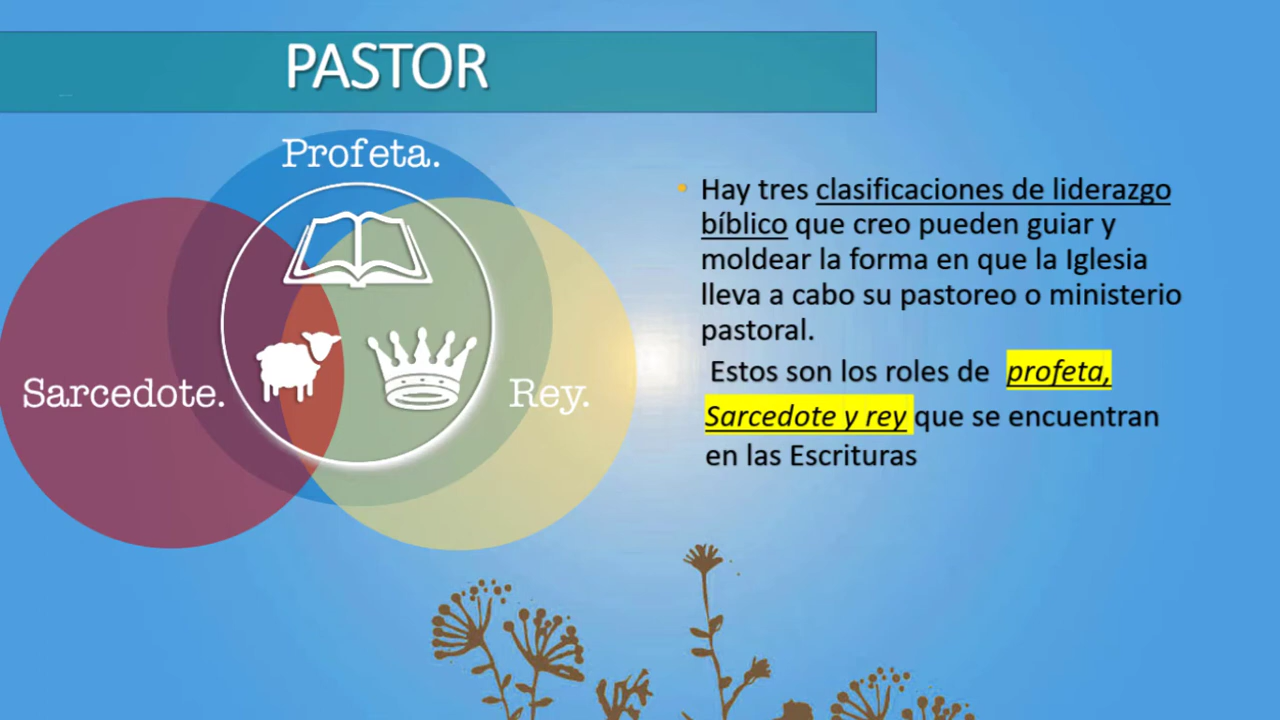 PASTOR
Profeta.
Sarcedote.
Rey.
• Hay tres clasificaciones de liderazgo
bíblico que creo pueden guiar y
moldear la forma en que la Iglesia
lleva a cabo su pastoreo o ministerio
pastoral.
Estos son los roles de profeta,
Sarcedote y rey que se encuentran
en las Escrituras